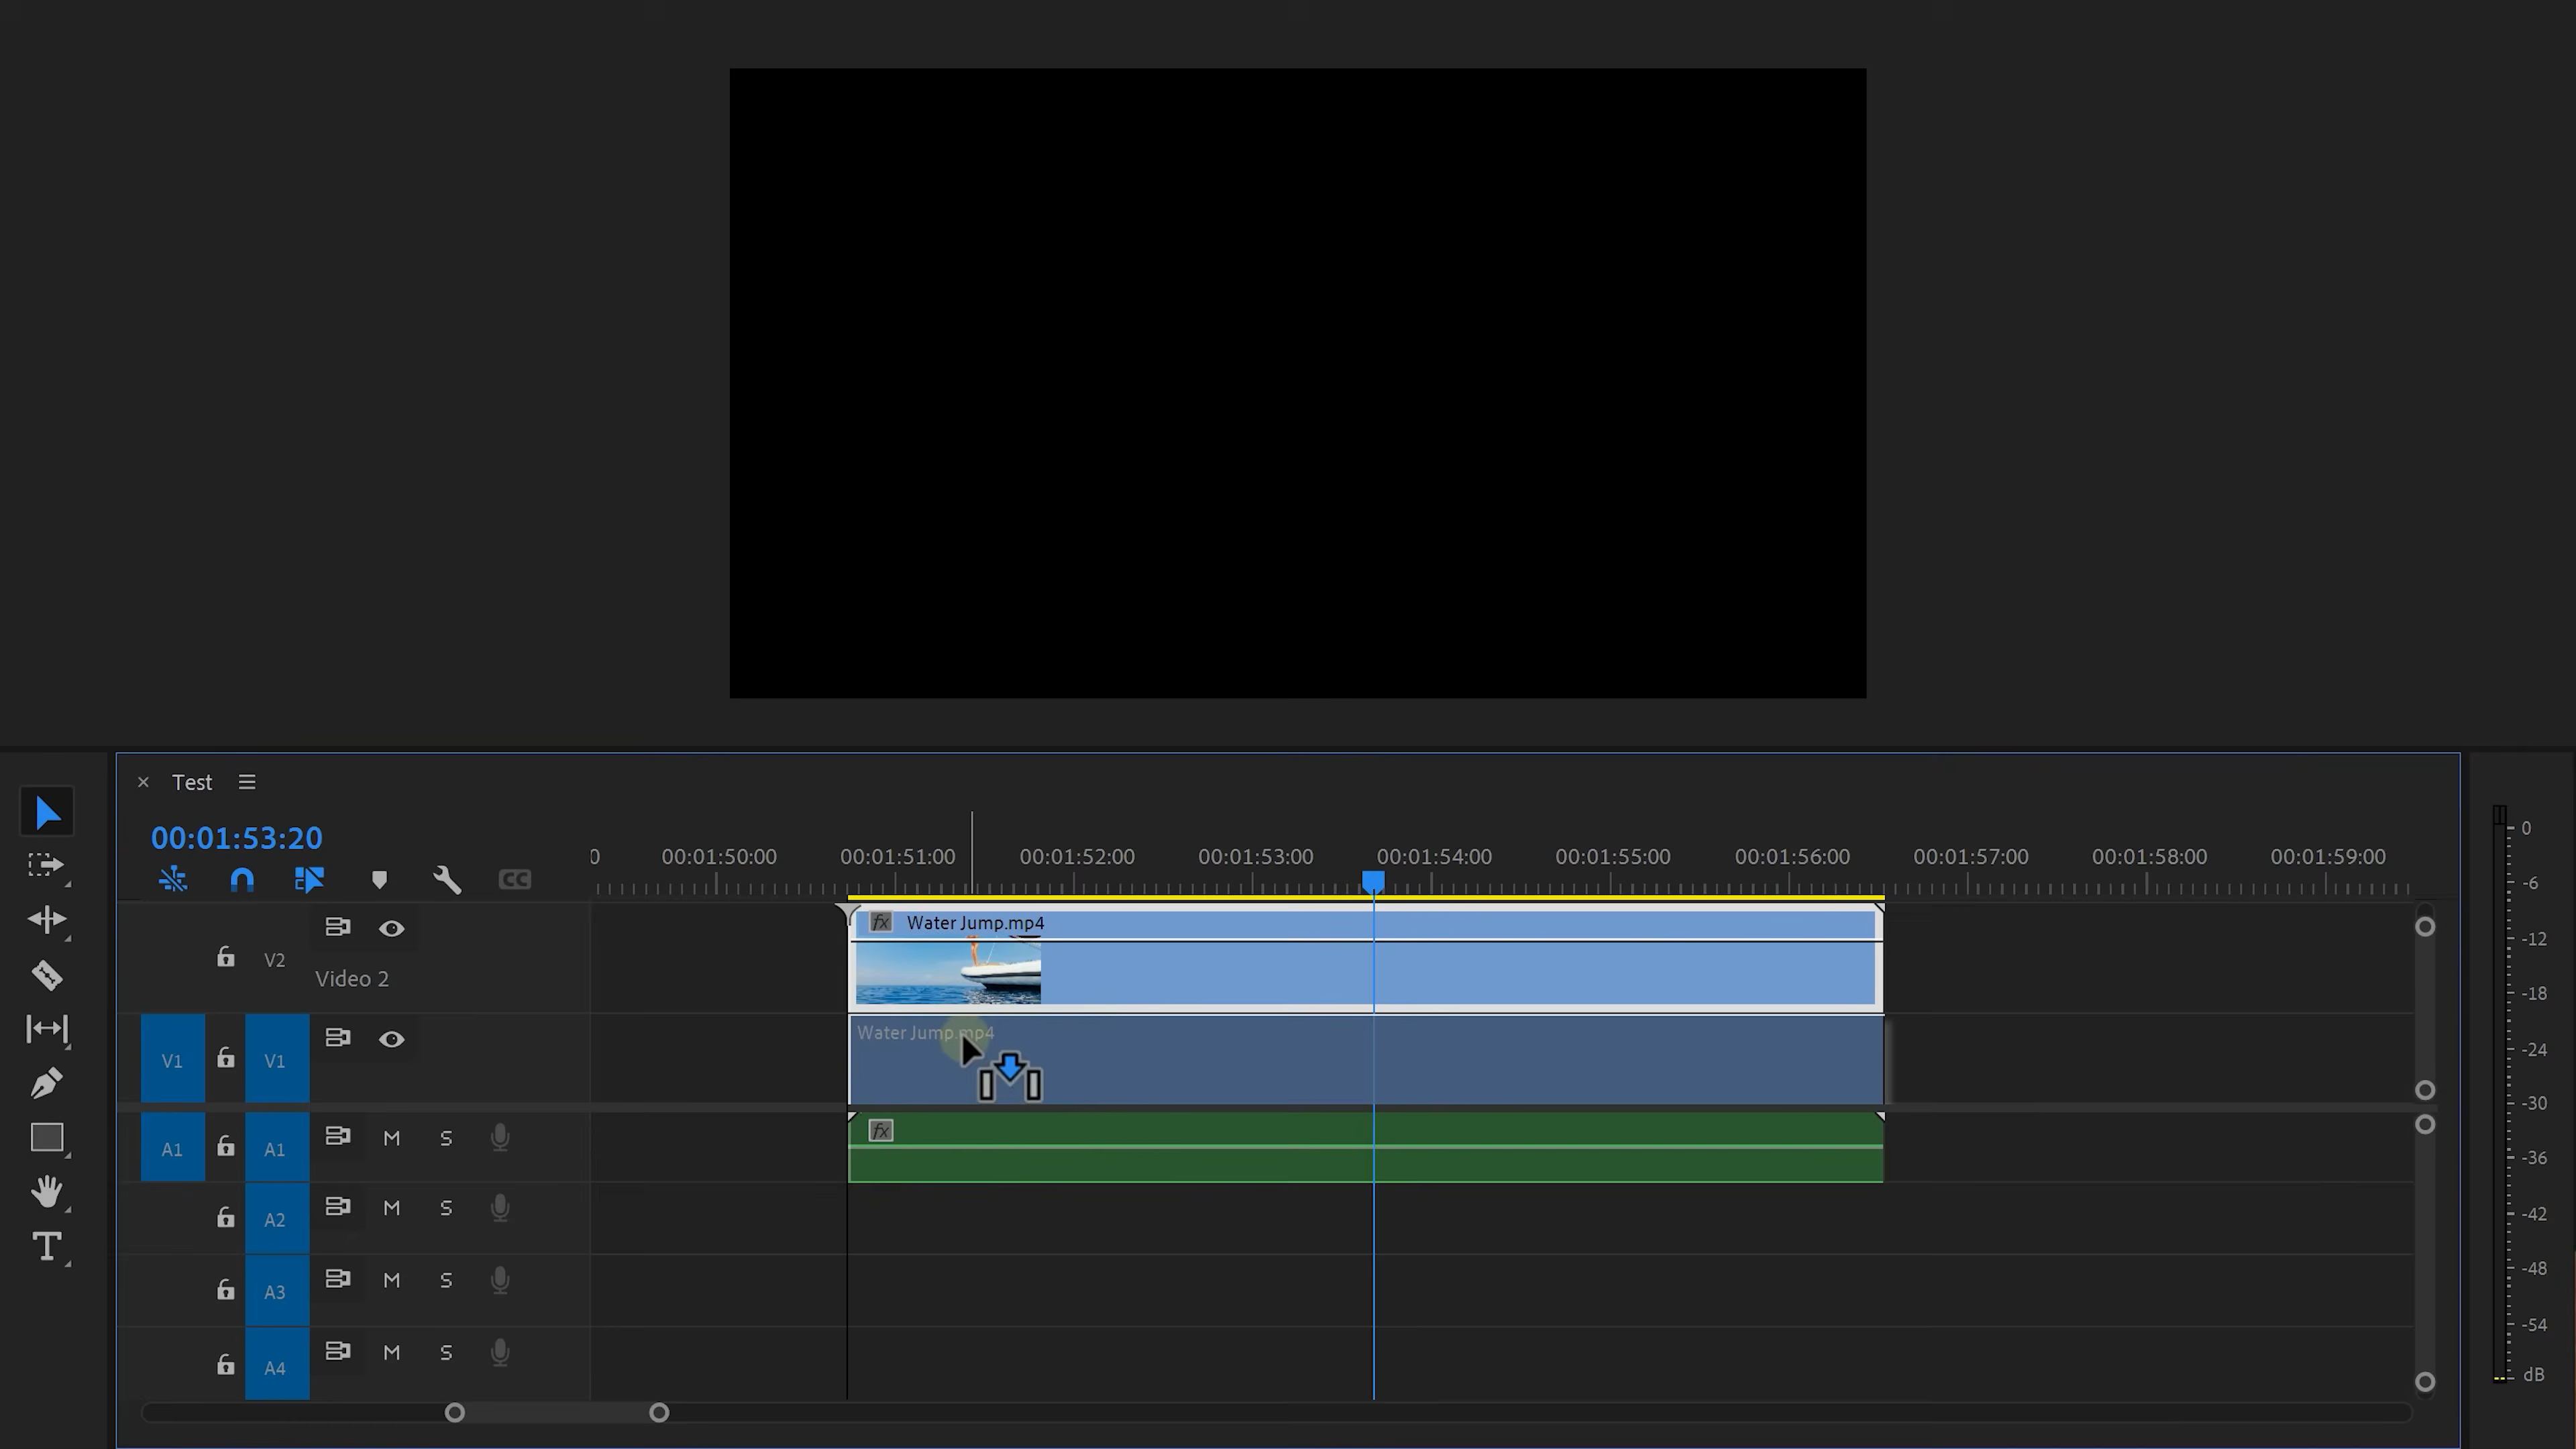 Test
00:01:53:20
0 00:01:50:00 00:01:51:00 00:01:52:00 00:01:53:00 00:01:54:00 00:01:55:00 00:01:56:00 00:01:57:00 00:01:58:00 00:01:59:00
CC
fx Water Jump.mp4
V2
Video 2
Water Jump.mp4
V1 V1
fx
A1 A1 M S
A2 M S
A3 M S
A4 M S
T
0
-6
-12
-18
-24
-30
-36
-42
-48
-54
dB